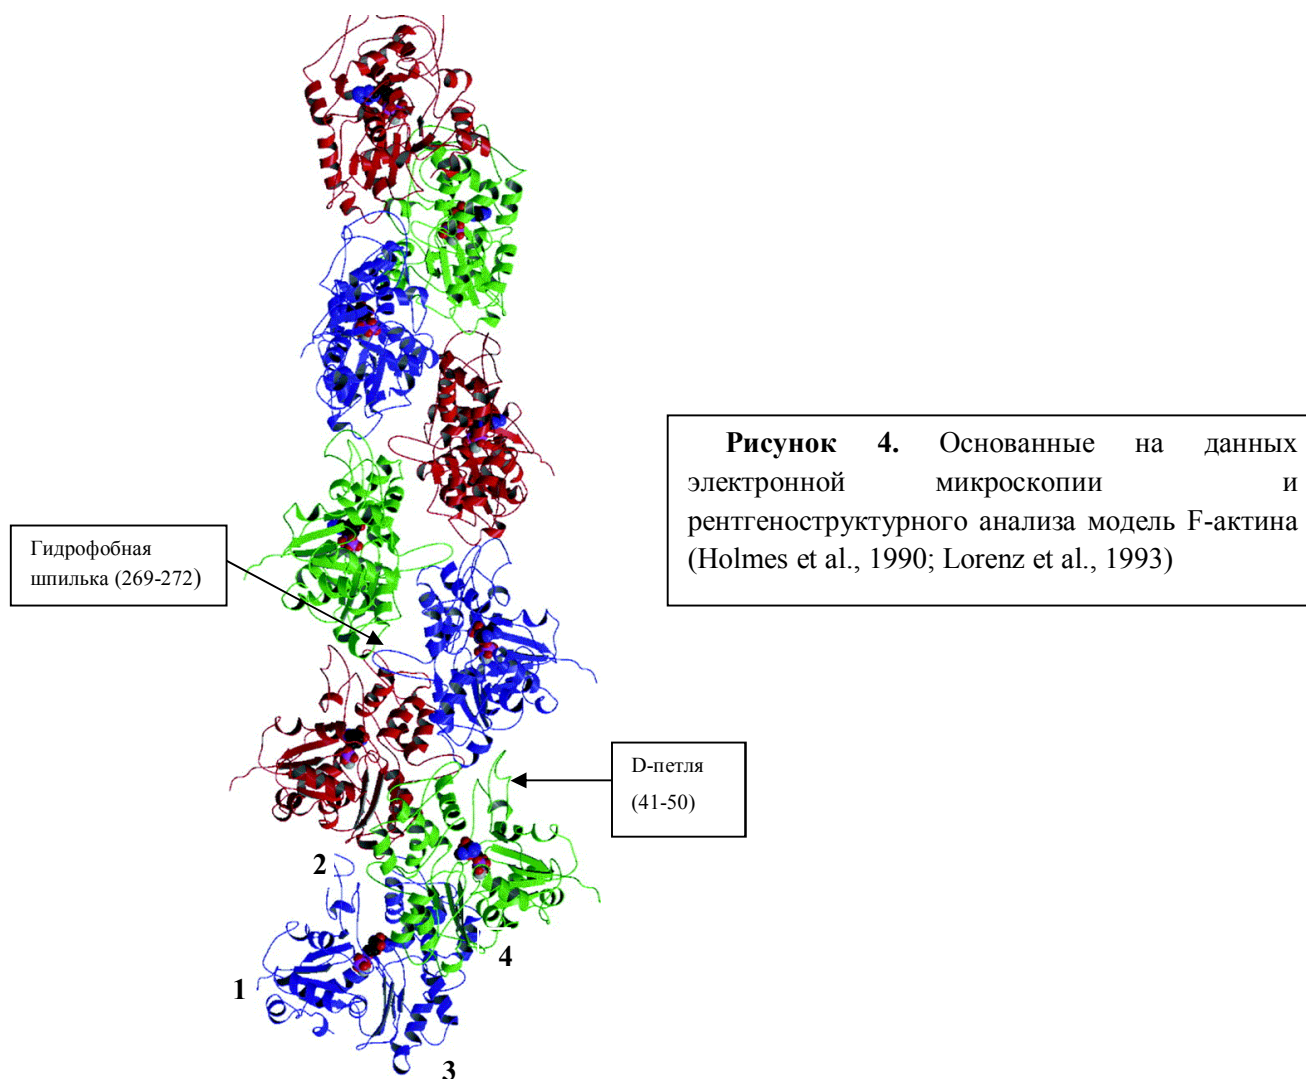 Рисунок 4. Основанные на данных
электронной микроскопии и
рентгеноструктурного анализа модель F-актина
(Holmes et al., 1990; Lorenz et al., 1993)
Гидрофобная
шпилька (269-272)
D-петля
(41-50)
2
4
1
3